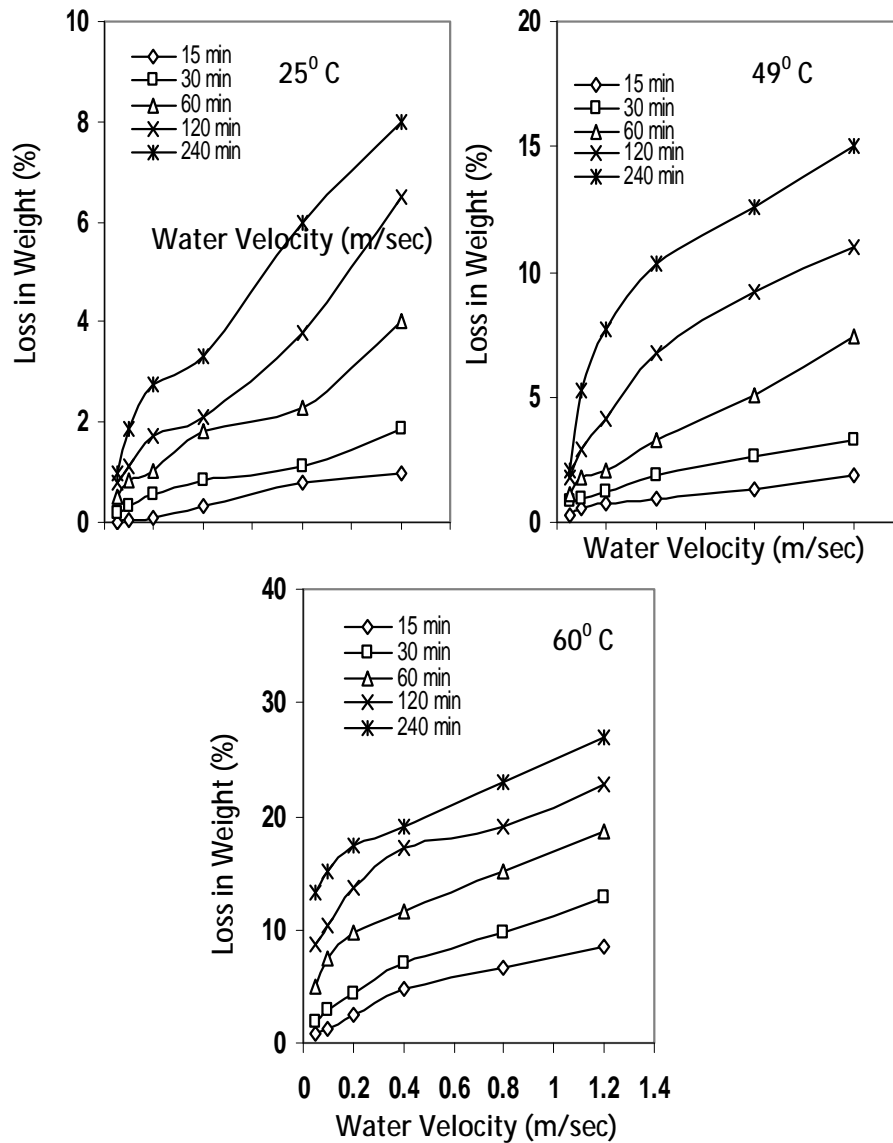 10
8
6
4
2
0
Loss in Weight (%)
15 min
30 min
60 min
120 min
240 min
25⁰ C
Water Velocity (m/sec)
20
15
10
5
0
Loss in Weight (%)
15 min
30 min
60 min
120 min
240 min
49⁰ C
Water Velocity (m/sec)
40
30
20
10
0
Loss in Weight (%)
15 min
30 min
60 min
120 min
240 min
60⁰ C
0 0.2 0.4 0.6 0.8 1 1.2 1.4
Water Velocity (m/sec)